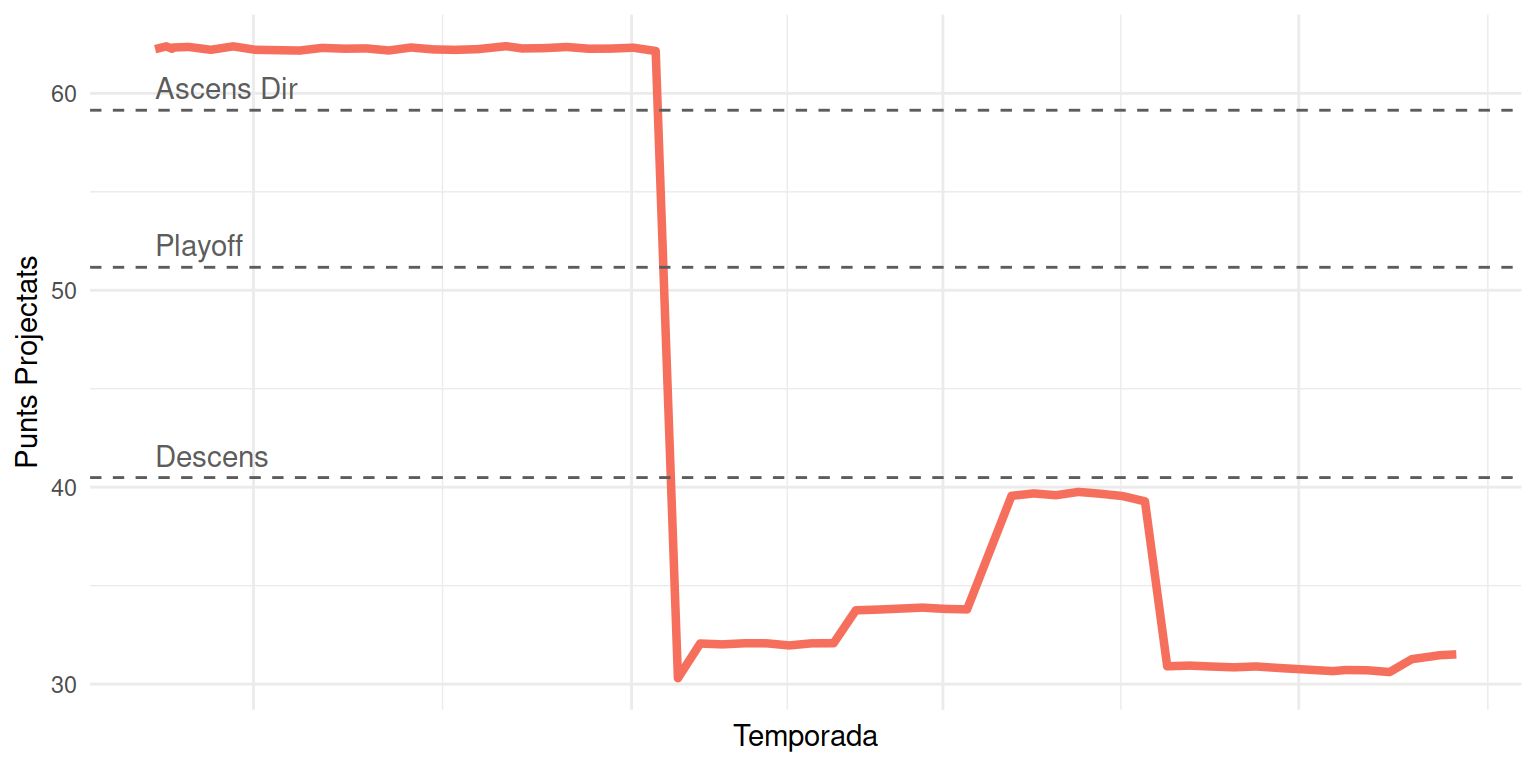 60
Ascens Dir
Playoff
50
Descens
40
30
Punts Projectats
Temporada